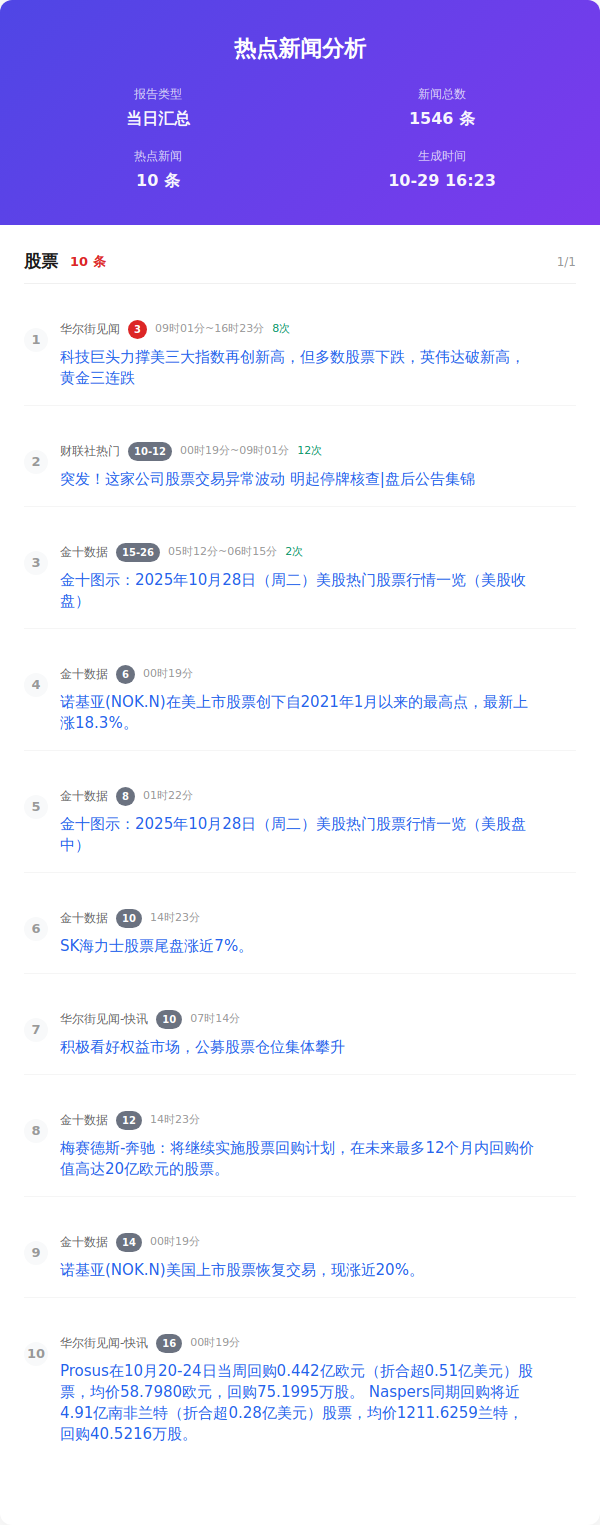 热点新闻分析
报告类型
当日汇总
新闻总数
1546 条
热点新闻
10 条
生成时间
10-29 16:23
股票 10 条 1/1
1
华尔街见闻 3 09时01分~16时23分 8次
科技巨头力撑美三大指数再创新高，但多数股票下跌，英伟达破新高，
黄金三连跌
2
财联社热门 10-12 00时19分~09时01分 12次
突发！这家公司股票交易异常波动 明起停牌核查|盘后公告集锦
3
金十数据 15-26 05时12分~06时15分 2次
金十图示：2025年10月28日（周二）美股热门股票行情一览（美股收
盘）
4
金十数据 6 00时19分
诺基亚(NOK.N)在美上市股票创下自2021年1月以来的最高点，最新上
涨18.3%。
5
金十数据 8 01时22分
金十图示：2025年10月28日（周二）美股热门股票行情一览（美股盘
中）
6
金十数据 10 14时23分
SK海力士股票尾盘涨近7%。
7
华尔街见闻-快讯 10 07时14分
积极看好权益市场，公募股票仓位集体攀升
8
金十数据 12 14时23分
梅赛德斯-奔驰：将继续实施股票回购计划，在未来最多12个月内回购价
值高达20亿欧元的股票。
9
金十数据 14 00时19分
诺基亚(NOK.N)美国上市股票恢复交易，现涨近20%。
10
华尔街见闻-快讯 16 00时19分
Prosus在10月20-24日当周回购0.442亿欧元（折合超0.51亿美元）股
票，均价58.7980欧元，回购75.1995万股。 Naspers同期回购将近
4.91亿南非兰特（折合超0.28亿美元）股票，均价1211.6259兰特，
回购40.5216万股。